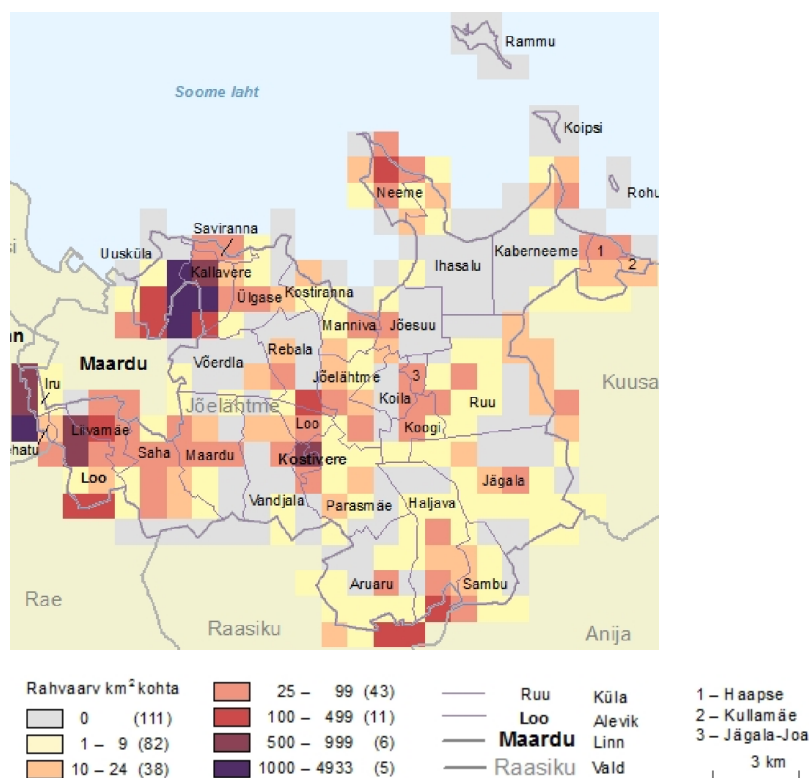 Rammu
Soome laht
Koipsi
Neeme
Rohu
Saviranna
Uusküla
Kaberneeme
1
Ihasalu
2
Kallavere
Ülgase
Kostiranna
Manniva
Jõesuu
Maardu
Rebala
Võerdla
Jõelähtme
3
Kuusa
Iru
Koila
Ruu
Jõelähtme
Loo
Koogi
Liivamäe
Saha
Maardu
Kostivere
Loo
Jägala
Vandjala
Parasmäe
Haljava
Aruaru
Sambu
Rae
Raasiku
Anija
Rahvaarv km² kohta
0 (111)
1 – 9 (82)
10 – 24 (38)
25 – 99 (43)
100 – 499 (11)
500 – 999 (6)
1000 – 4933 (5)
Ruu Küla
Loo Alevik
Maardu Linn
Raasiku Vald
1 – Haapse
2 – Kullamäe
3 – Jägala-Joa
3 km